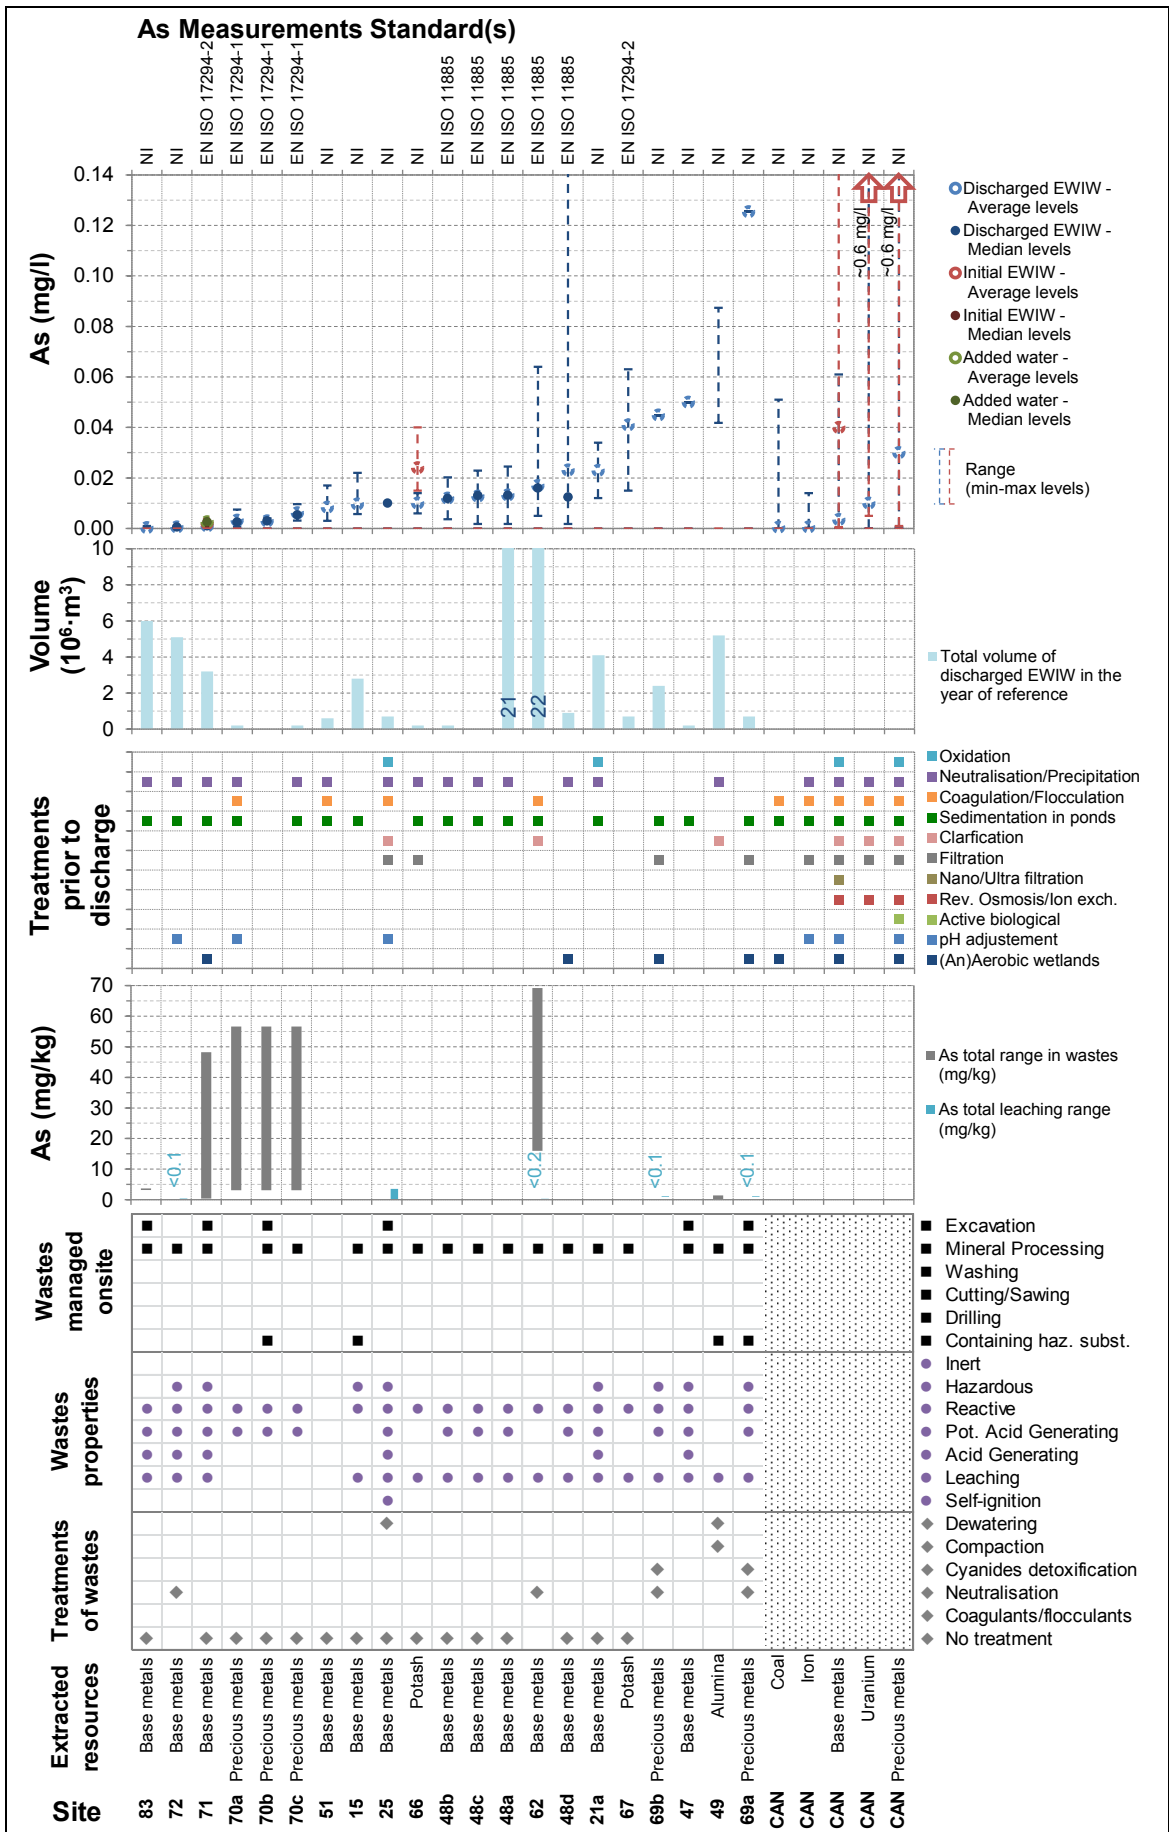 As Measurements Standard(s)
NI
NI
EN ISO 17294-2
EN ISO 17294-1
EN ISO 17294-1
EN ISO 17294-1
NI
NI
NI
NI
EN ISO 11885
EN ISO 11885
EN ISO 11885
EN ISO 11885
EN ISO 11885
NI
EN ISO 17294-2
NI
NI
NI
NI
NI
NI
NI
NI
NI
As (mg/l)
0.14
0.12
0.10
0.08
0.06
0.04
0.02
0.00
~0.6 mg/l
~0.6 mg/l
Discharged EWIW -
Average levels
Discharged EWIW -
Median levels
Initial EWIW -
Average levels
Initial EWIW -
Median levels
Added water -
Average levels
Added water -
Median levels
Range
(min-max levels)
Volume
(10⁶·m³)
10
8
6
4
2
0
21
22
Total volume of
discharged EWIW in the
year of reference
Treatments
prior to
discharge
Oxidation
Neutralisation/Precipitation
Coagulation/Flocculation
Sedimentation in ponds
Clarfication
Filtration
Nano/Ultra filtration
Rev. Osmosis/Ion exch.
Active biological
pH adjustement
(An)Aerobic wetlands
As (mg/kg)
70
60
50
40
30
20
10
0
<0.1
<0.2
<0.1
<0.1
As total range in wastes
(mg/kg)
As total leaching range
(mg/kg)
Wastes
managed
onsite
Excavation
Mineral Processing
Washing
Cutting/Sawing
Drilling
Containing haz. subst.
Wastes
properties
Inert
Hazardous
Reactive
Pot. Acid Generating
Acid Generating
Leaching
Self-ignition
Treatments
of wastes
Dewatering
Compaction
Cyanides detoxification
Neutralisation
Coagulants/flocculants
No treatment
Extracted
resources
Base metals
Base metals
Base metals
Precious metals
Precious metals
Precious metals
Base metals
Base metals
Base metals
Potash
Base metals
Base metals
Base metals
Base metals
Base metals
Base metals
Potash
Precious metals
Base metals
Alumina
Precious metals
Coal
Iron
Base metals
Uranium
Precious metals
Site
83
72
71
70a
70b
70c
51
15
25
66
48b
48c
48a
62
48d
21a
67
69b
47
49
69a
CAN
CAN
CAN
CAN
CAN